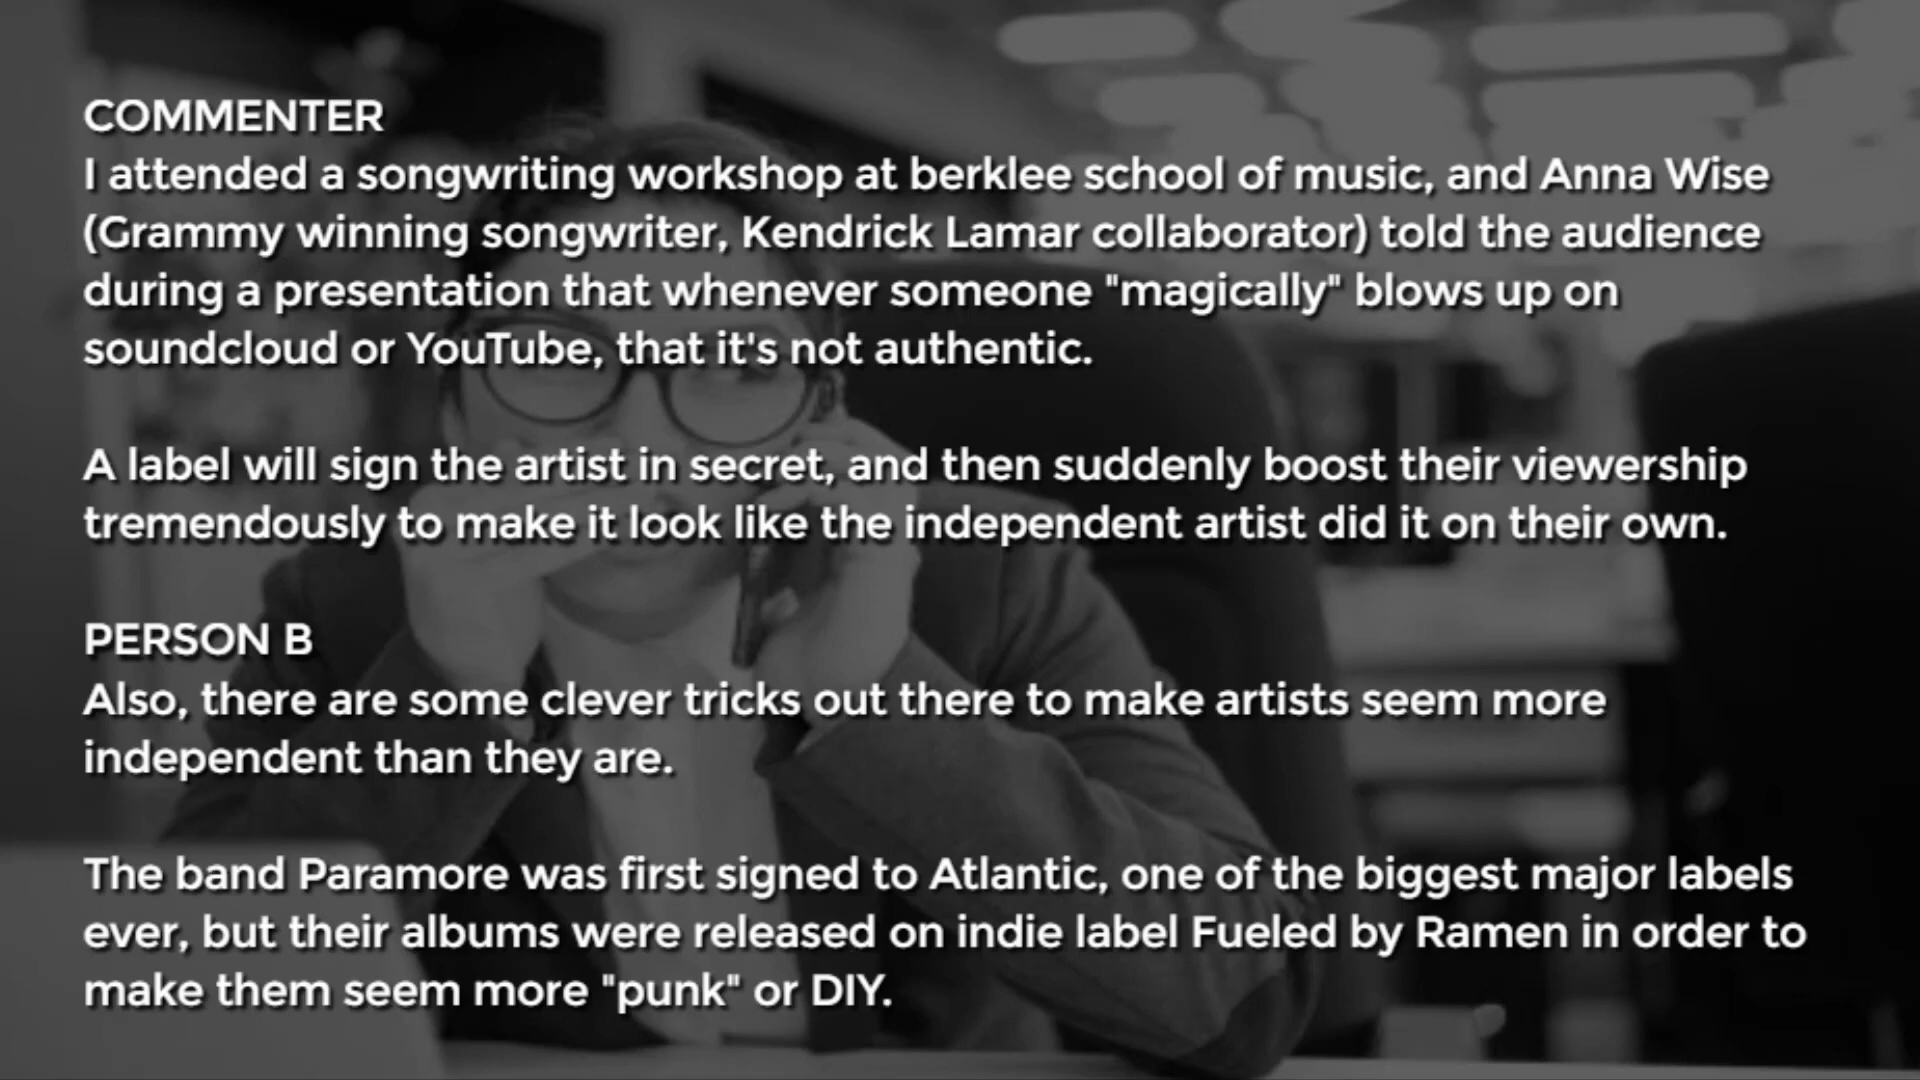 COMMENTER
I attended a songwriting workshop at berklee school of music, and Anna Wise
(Grammy winning songwriter, Kendrick Lamar collaborator) told the audience
during a presentation that whenever someone "magically" blows up on
soundcloud or YouTube, that it's not authentic.
A label will sign the artist in secret, and then suddenly boost their viewership
tremendously to make it look like the independent artist did it on their own.
PERSON B
Also, there are some clever tricks out there to make artists seem more
independent than they are.
The band Paramore was first signed to Atlantic, one of the biggest major labels
ever, but their albums were released on indie label Fueled by Ramen in order to
make them seem more "punk" or DIY.